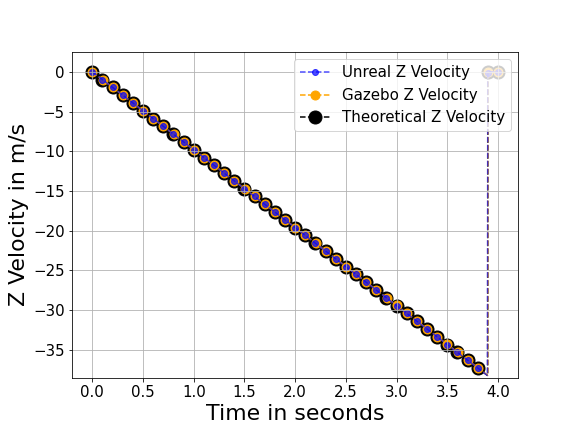 Unreal Z Velocity
Gazebo Z Velocity
Theoretical Z Velocity
Z Velocity in m/s
0
−5
−10
−15
−20
−25
−30
−35
0.0 0.5 1.0 1.5 2.0 2.5 3.0 3.5 4.0
Time in seconds